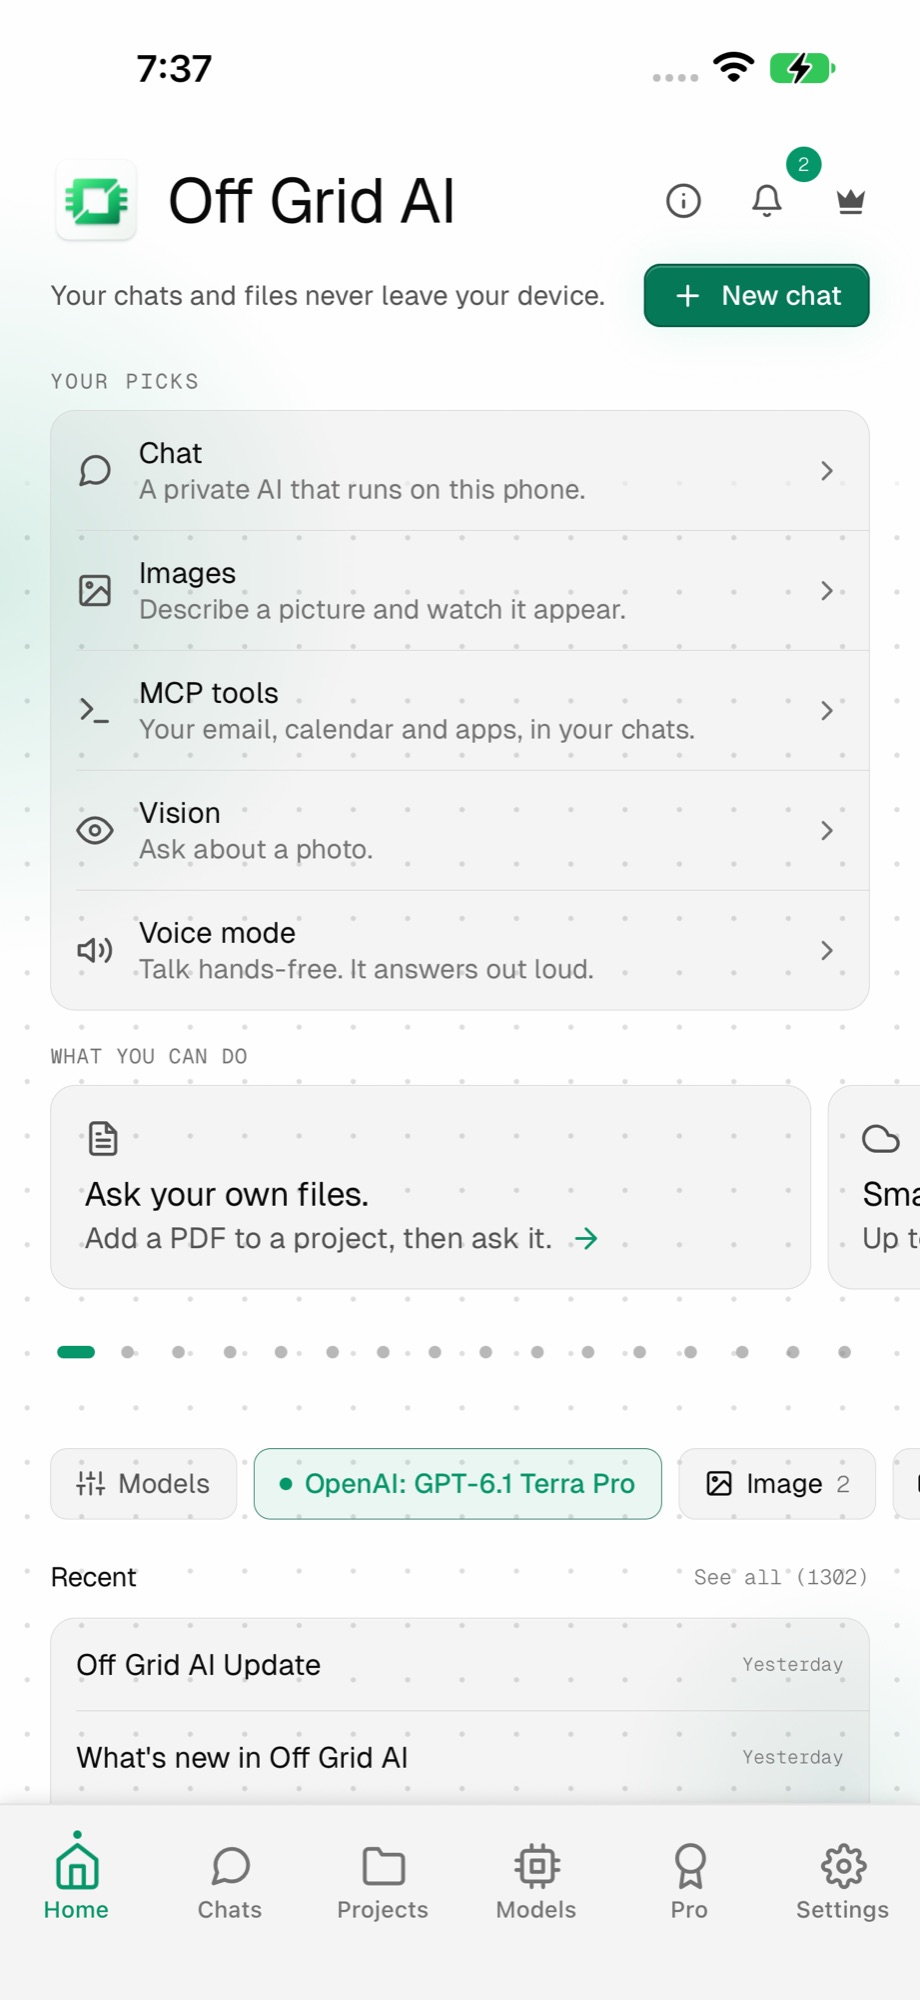 7:37
Off Grid AI
2
Your chats and files never leave your device.
New chat
YOUR PICKS
Chat
A private AI that runs on this phone.
Images
Describe a picture and watch it appear.
MCP tools
Your email, calendar and apps, in your chats.
Vision
Ask about a photo.
Voice mode
Talk hands-free. It answers out loud.
WHAT YOU CAN DO
Ask your own files.
Add a PDF to a project, then ask it. →
Models
OpenAI: GPT-6.1 Terra Pro
Image 2
Recent
See all (1302)
Off Grid AI Update
Yesterday
What's new in Off Grid AI
Yesterday
Home
Chats
Projects
Models
Pro
Settings